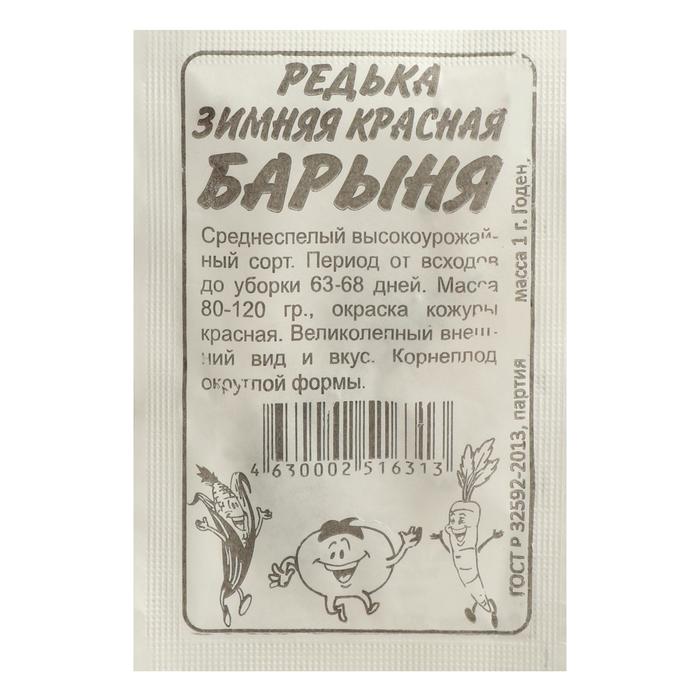 РЕДЬКА
ЗИМНЯЯ КРАСНАЯ
БАРЫНЯ
Среднеспелый высокоурожай-
ный сорт. Период от всходов
до уборки 63-68 дней. Масса
80-120 гр., окраска кожуры
красная. Великолепный внеш-
ний вид и вкус. Корнеплод
округлой формы.
4 630002 516313
ГОСТ Р 32592-2013, партия масса 1 г. Годен